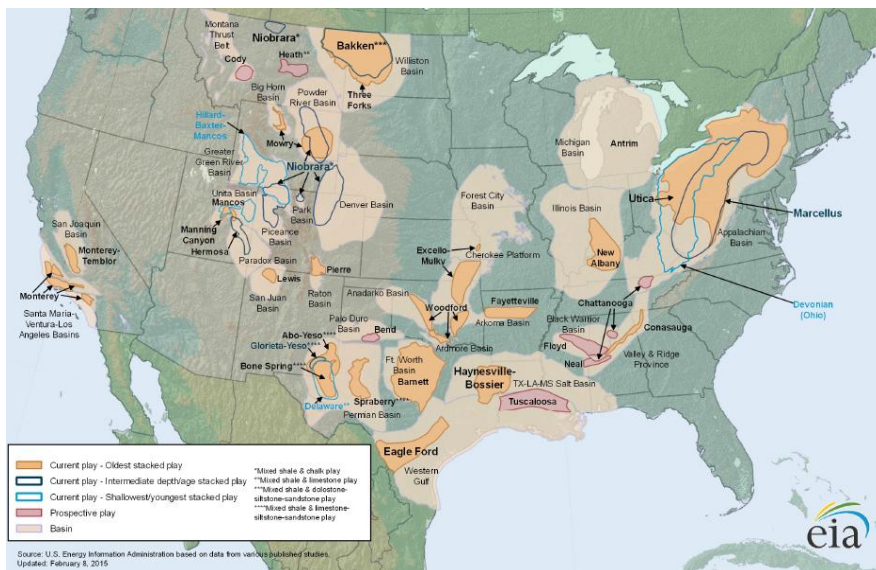 Montana
Thrust
Belt
Niobrara*
Bakken***
Heath**
Cody
Williston
Basin
Big Horn
Basin
Powder
River Basin
Three
Forks
Hilliard-
Baxter-
Mancos
Mowry
Greater
Green River
Basin
Niobrara*
Michigan
Basin
Antrim
Uinta Basin
Mancos
Park
Basin
Denver Basin
Forest City
Basin
Illinois Basin
Utica
Marcellus
Appalachian
Basin
San Joaquin
Basin
Manning
Canyon
Piceance
Basin
Hermosa
Monterey-
Temblor
Excello-
Mulky
Cherokee Platform
New
Albany
Paradox Basin
Lewis
Pierre
Monterey
San Juan
Basin
Raton
Basin
Anadarko Basin
Woodford
Fayetteville
Chattanooga
Devonian
(Ohio)
Santa Maria-
Ventura-Los
Angeles Basins
Palo Duro
Basin
Bend
Arkoma Basin
Black Warrior
Basin
Conasauga
Abo-Yeso****
Glorieta-Yeso****
Ardmore Basin
Floyd
Neal
Valley & Ridge
Province
Bone Spring****
Ft. Worth
Basin
Barnett
Haynesville-
Bossier
TX-LA-MS Salt Basin
Delaware**
Spraberry****
Permian Basin
Tuscaloosa
Eagle Ford
Western
Gulf
Current play - Oldest stacked play
Current play - Intermediate depth/age stacked play
Current play - Shallowest/youngest stacked play
Prospective play
Basin
*Mixed shale & chalk play
**Mixed shale & limestone play
***Mixed shale & dolostone-
siltstone-sandstone play
****Mixed shale & limestone-
siltstone-sandstone play
Source: U.S. Energy Information Administration based on data from various published studies.
Updated: February 8, 2015
eia